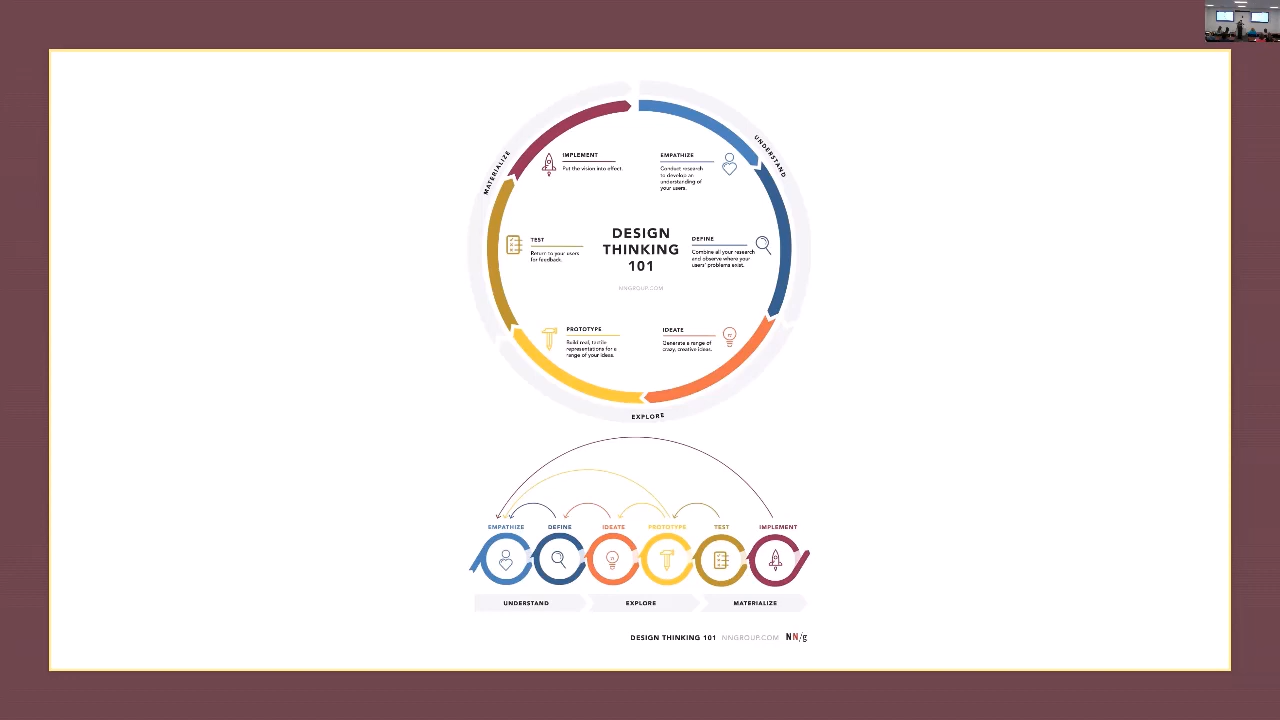 MATERIALIZE
UNDERSTAND
IMPLEMENT
Put the vision into effect.
EMPATHIZE
Conduct research
to develop an
understanding of
your users.
TEST
Return to your users
for feedback.
DESIGN
THINKING
101
NNGROUP.COM
DEFINE
Combine all your research
and observe where your
users' problems exist.
PROTOTYPE
Build real, tactile
representations for a
range of your ideas.
IDEATE
Generate a range of
crazy, creative ideas.
EXPLORE
EMPATHIZE DEFINE IDEATE PROTOTYPE TEST IMPLEMENT
UNDERSTAND EXPLORE MATERIALIZE
DESIGN THINKING 101 NNGROUP.COM NN/g